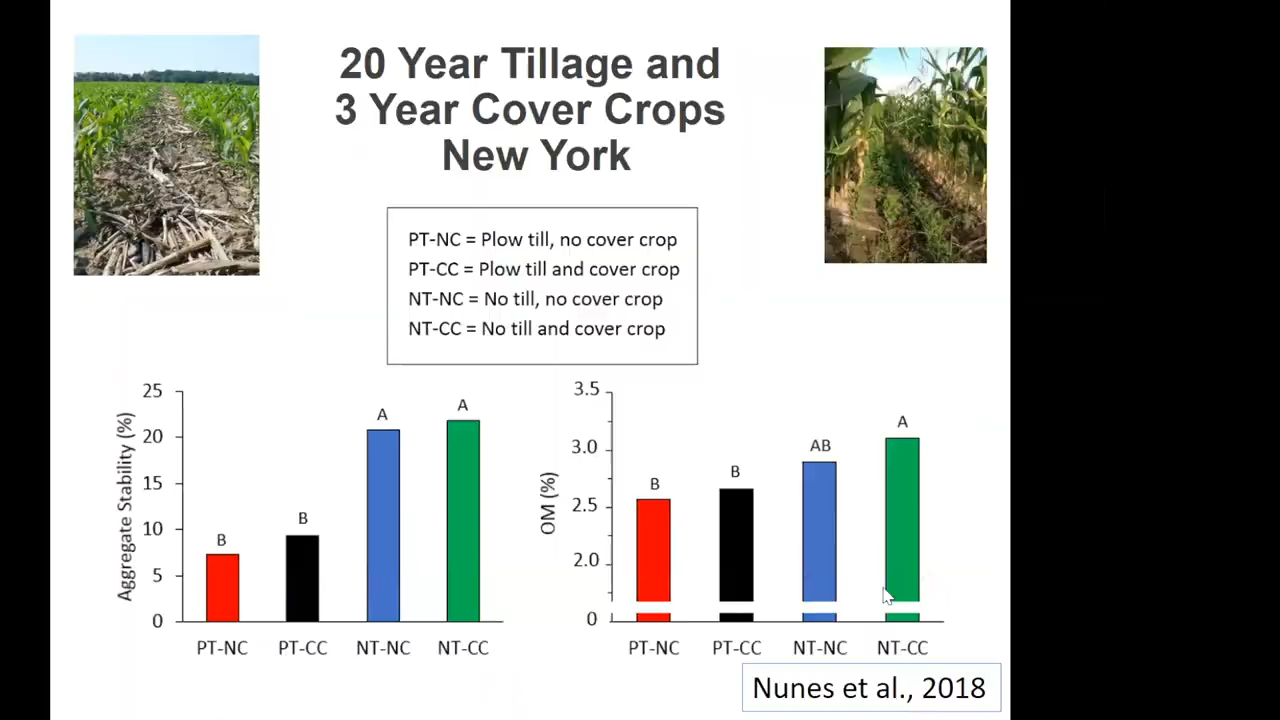 20 Year Tillage and
3 Year Cover Crops
New York
PT-NC = Plow till, no cover crop
PT-CC = Plow till and cover crop
NT-NC = No till, no cover crop
NT-CC = No till and cover crop
Aggregate Stability (%)
25
20
15
10
5
0
B
B
A
A
PT-NC PT-CC NT-NC NT-CC
OM (%)
3.5
3.0
2.5
2.0
0
B
B
AB
A
PT-NC PT-CC NT-NC NT-CC
Nunes et al., 2018